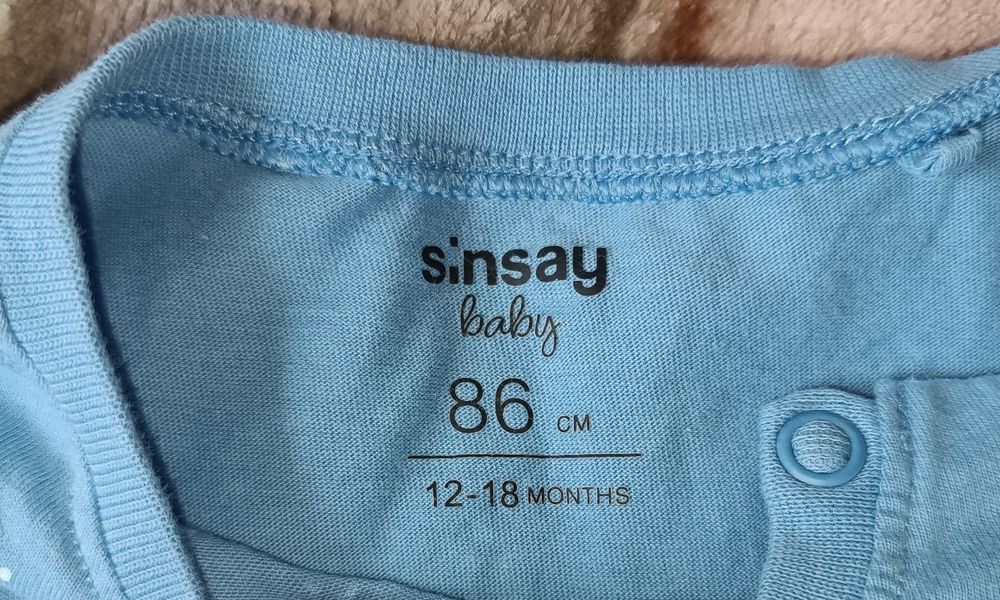 sinsay
baby
86 CM
12-18 MONTHS